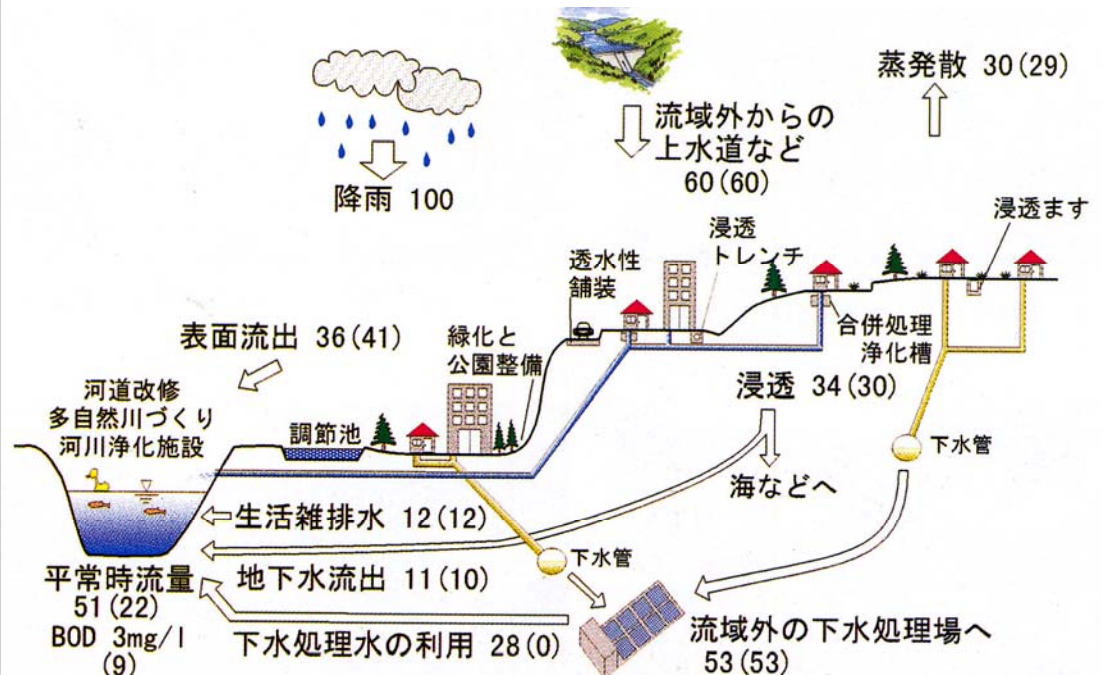 蒸発散 30(29)
流域外からの
上水道など
60(60)
降雨 100
浸透ます
浸透
トレンチ
透水性
舗装
合併処理
浄化槽
表面流出 36(41)
緑化と
公園整備
浸透 34(30)
河道改修
多自然川づくり
河川浄化施設
調節池
下水管
海などへ
生活雑排水 12(12)
下水管
平常時流量
51(22)
BOD 3mg/l
(9)
地下水流出 11(10)
下水処理水の利用 28(0)
流域外の下水処理場へ
53(53)